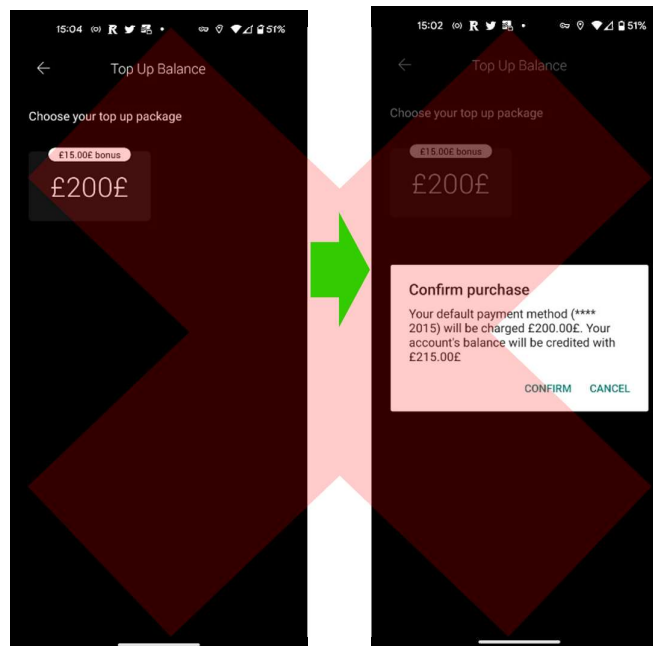 15:04 51%
Top Up Balance
Choose your top up package
£15.00£ bonus
£200£
15:02 51%
Top Up Balance
Choose your top up package
£15.00£ bonus
£200£
Confirm purchase
Your default payment method (****
2015) will be charged £200.00£. Your
account's balance will be credited with
£215.00£
CONFIRM CANCEL